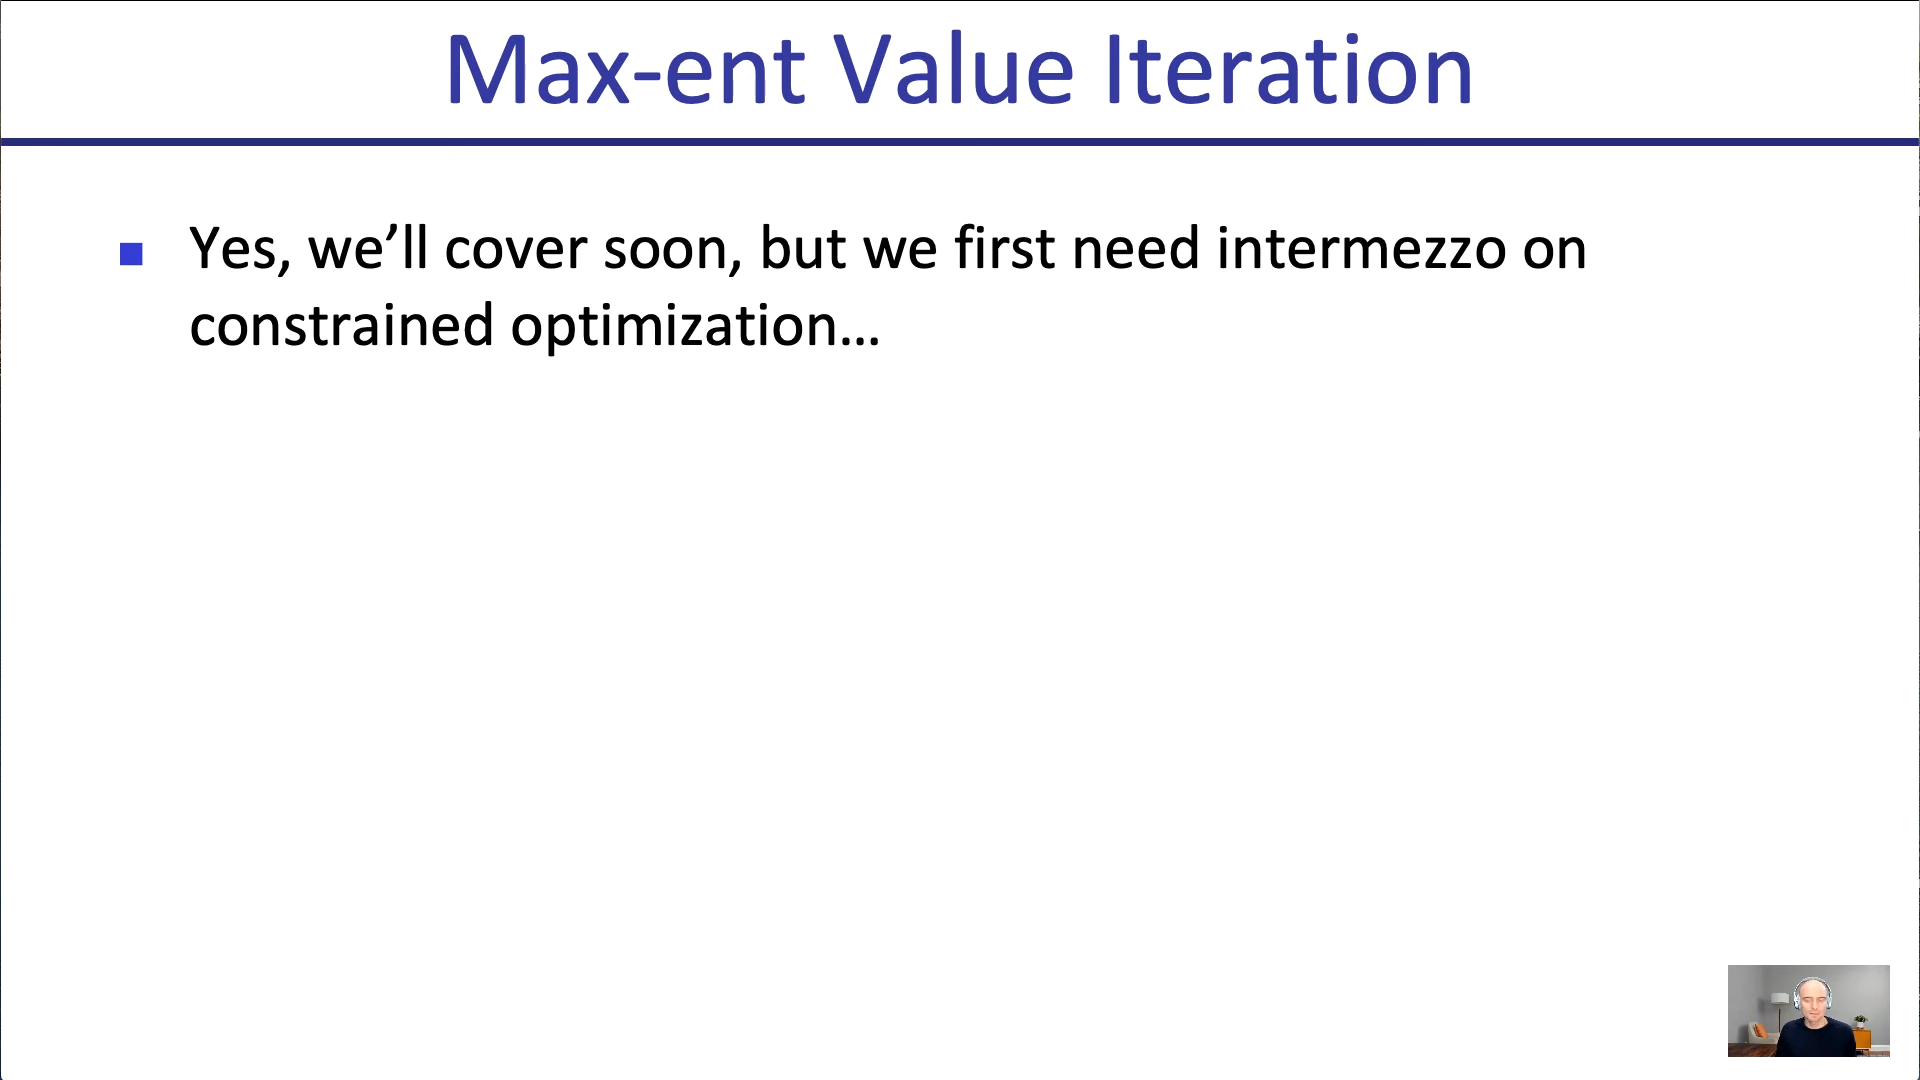 Max-ent Value Iteration
Yes, we’ll cover soon, but we first need intermezzo on
constrained optimization…